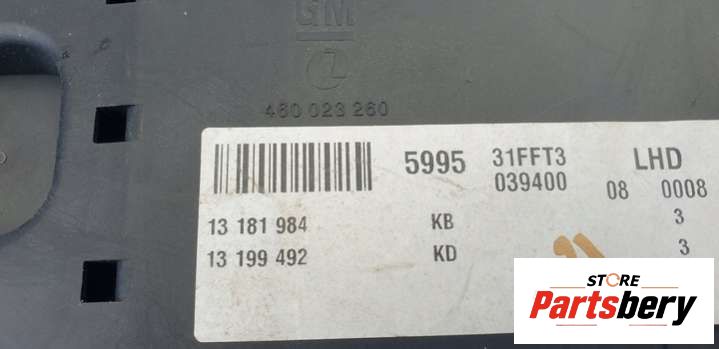 GM
460 023 260
5995 31FFT3 LHD
039400 08 0008
13 181 984 KB 3
13 199 492 KD 3
STORE
Partsbery